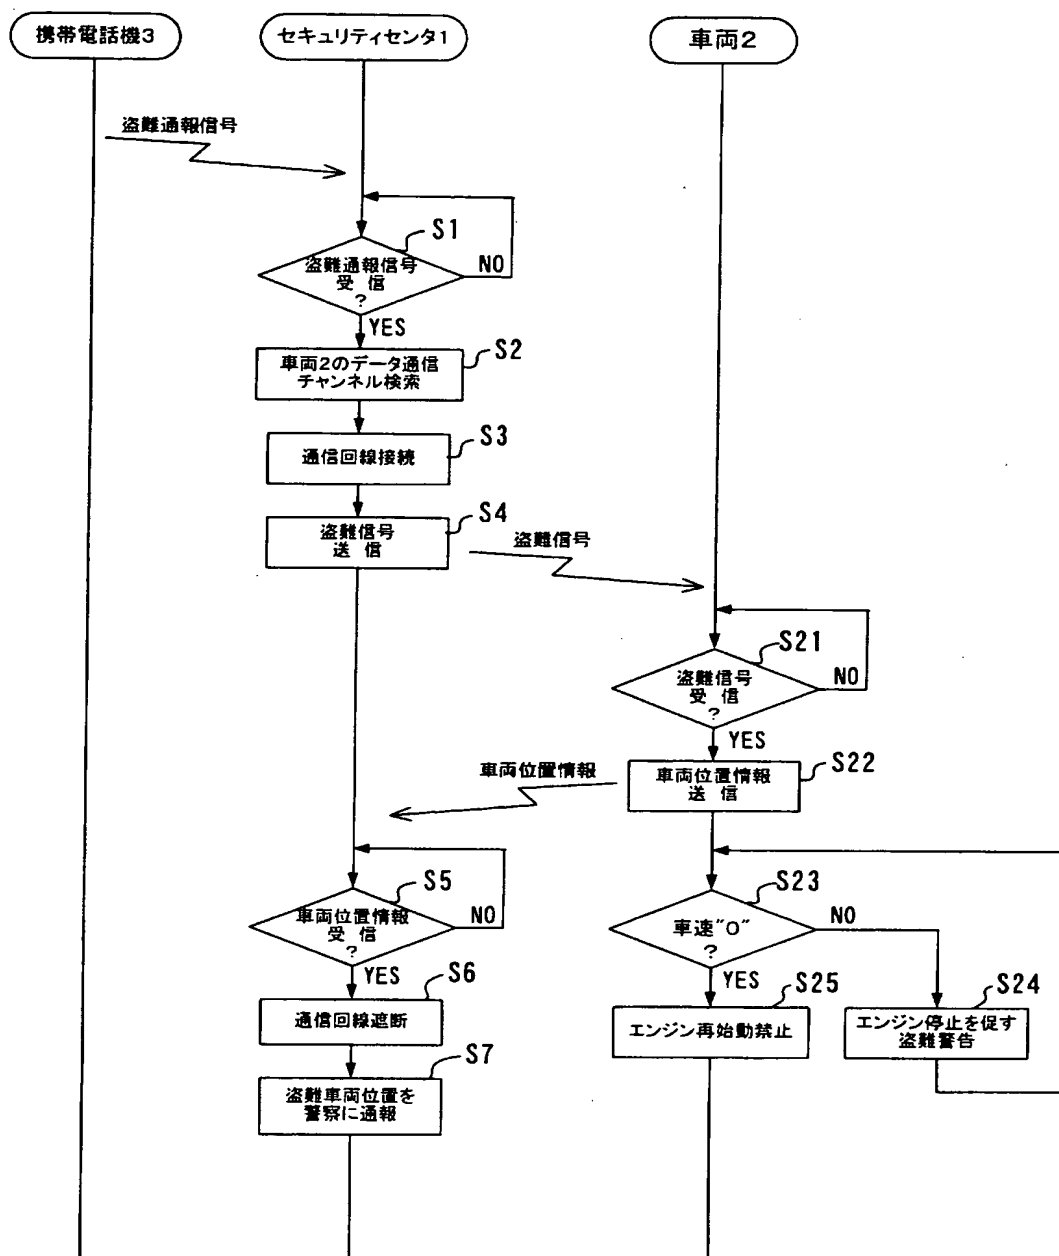 携帯電話機3
セキュリティセンタ1
車両2
盗難通報信号
S1
盗難通報信号
受 信
?
NO
YES
S2
車両2のデータ通信
チャンネル検索
S3
通信回線接続
S4
盗難信号
送 信
盗難信号
S21
盗難信号
受 信
?
NO
YES
S22
車両位置情報
送 信
車両位置情報
S5
車両位置情報
受 信
?
NO
YES
S23
車速"0"
?
NO
YES
S6
通信回線遮断
S25
エンジン再始動禁止
S24
エンジン停止を促す
盗難警告
S7
盗難車両位置を
警察に通報